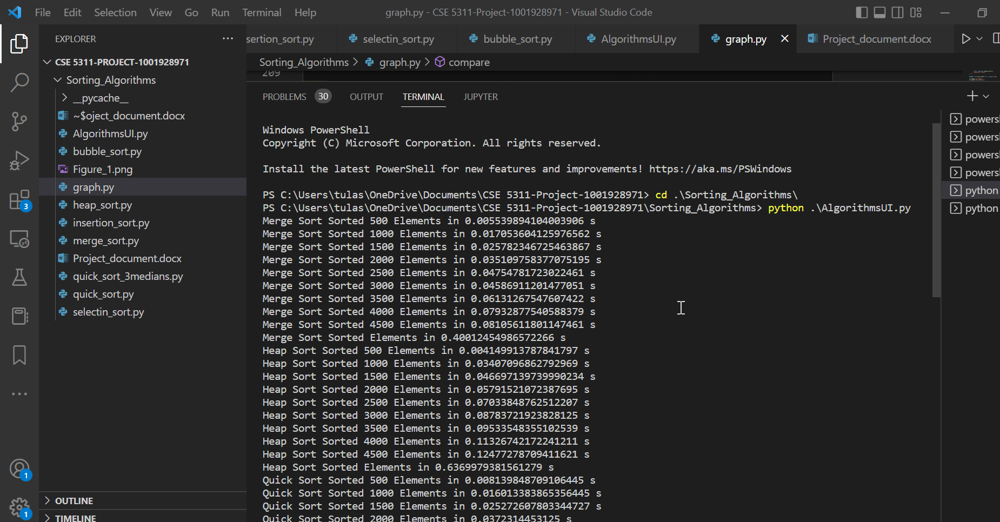 File Edit Selection View Go Run Terminal Help
graph.py - CSE 5311-Project-1001928971 - Visual Studio Code
EXPLORER
sertion_sort.py selectin_sort.py bubble_sort.py AlgorithmsUI.py graph.py Project_document.docx
CSE 5311-PROJECT-1001928971
Sorting_Algorithms
__pycache__
~$oject_document.docx
AlgorithmsUI.py
bubble_sort.py
Figure_1.png
graph.py
heap_sort.py
insertion_sort.py
merge_sort.py
Project_document.docx
quick_sort_3medians.py
quick_sort.py
selectin_sort.py
OUTLINE
TIMELINE
3
1
1
Sorting_Algorithms > graph.py > compare
209
PROBLEMS 30 OUTPUT TERMINAL JUPYTER
Windows PowerShell
Copyright (C) Microsoft Corporation. All rights reserved.
Install the latest PowerShell for new features and improvements! https://aka.ms/PSWindows
PS C:\Users\tulas\OneDrive\Documents\CSE 5311-Project-1001928971> cd .\Sorting_Algorithms\
PS C:\Users\tulas\OneDrive\Documents\CSE 5311-Project-1001928971\Sorting_Algorithms> python .\AlgorithmsUI.py
Merge Sort Sorted 500 Elements in 0.005539894104003906 s
Merge Sort Sorted 1000 Elements in 0.017053604125976562 s
Merge Sort Sorted 1500 Elements in 0.025782346725463867 s
Merge Sort Sorted 2000 Elements in 0.035109758377075195 s
Merge Sort Sorted 2500 Elements in 0.04754781723022461 s
Merge Sort Sorted 3000 Elements in 0.04586911201477051 s
Merge Sort Sorted 3500 Elements in 0.06131267547607422 s
Merge Sort Sorted 4000 Elements in 0.07932877540588379 s
Merge Sort Sorted 4500 Elements in 0.08105611801147461 s
Merge Sort Sorted Elements in 0.40012454986572266 s
Heap Sort Sorted 500 Elements in 0.004149913787841797 s
Heap Sort Sorted 1000 Elements in 0.03407096862792969 s
Heap Sort Sorted 1500 Elements in 0.046697139739990234 s
Heap Sort Sorted 2000 Elements in 0.05791521072387695 s
Heap Sort Sorted 2500 Elements in 0.07033848762512207 s
Heap Sort Sorted 3000 Elements in 0.08783721923828125 s
Heap Sort Sorted 3500 Elements in 0.09533548355102539 s
Heap Sort Sorted 4000 Elements in 0.11326742172241211 s
Heap Sort Sorted 4500 Elements in 0.12477278709411621 s
Heap Sort Sorted Elements in 0.6369979381561279 s
Quick Sort Sorted 500 Elements in 0.008139848709106445 s
Quick Sort Sorted 1000 Elements in 0.016013383865356445 s
Quick Sort Sorted 1500 Elements in 0.025272607803344727 s
Quick Sort Sorted 2000 Elements in 0.0372314453125 s
powersl
powersl
powersl
powersl
python
python